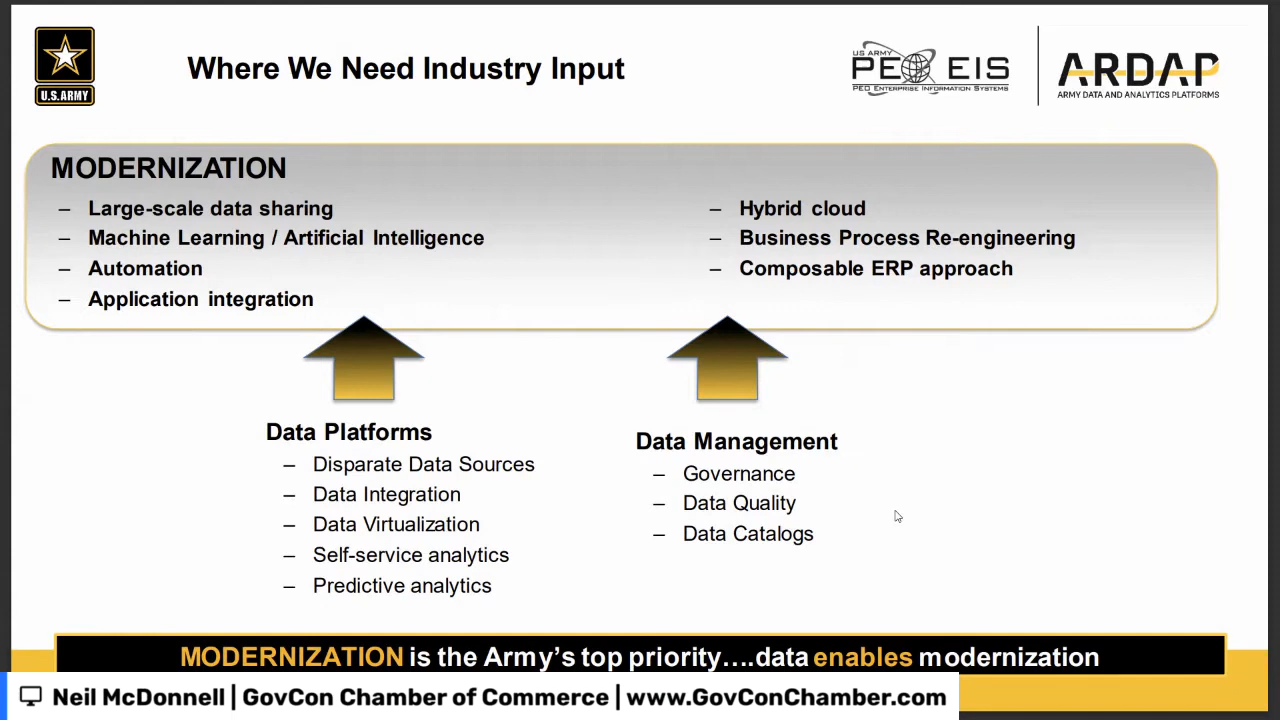 U.S.ARMY
Where We Need Industry Input
US ARMY
PEO EIS
PEO ENTERPRISE INFORMATION SYSTEMS
ARDAP
ARMY DATA AND ANALYTICS PLATFORMS
MODERNIZATION
– Large-scale data sharing
– Machine Learning / Artificial Intelligence
– Automation
– Application integration
– Hybrid cloud
– Business Process Re-engineering
– Composable ERP approach
Data Platforms
– Disparate Data Sources
– Data Integration
– Data Virtualization
– Self-service analytics
– Predictive analytics
Data Management
– Governance
– Data Quality
– Data Catalogs
MODERNIZATION is the Army’s top priority….data enables modernization
Neil McDonnell | GovCon Chamber of Commerce | www.GovConChamber.com